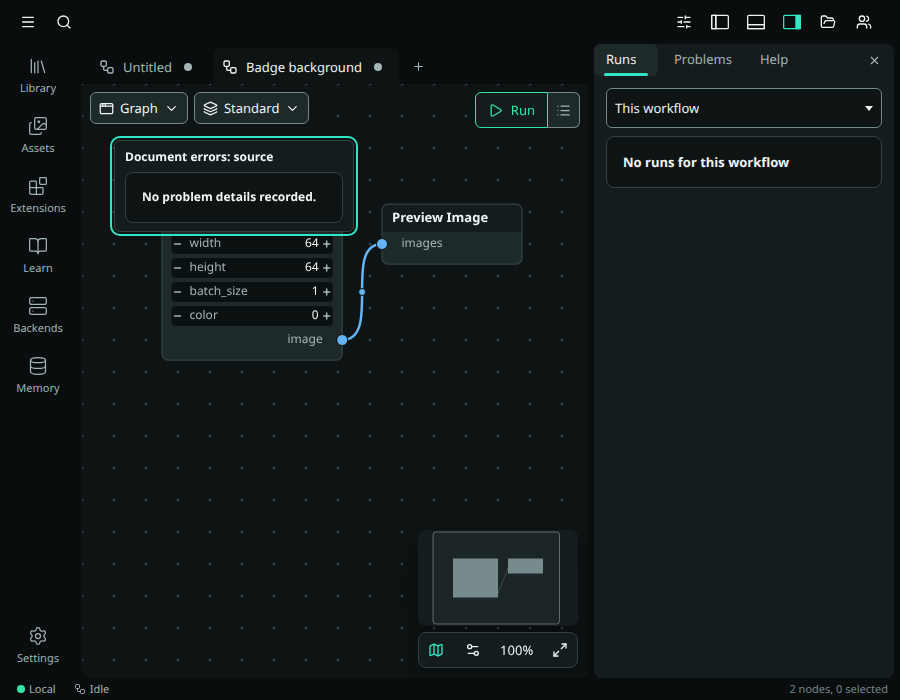 Untitled
Badge background
Runs
Problems
Help
Library
Assets
Extensions
Learn
Backends
Memory
Settings
Graph
Standard
Run
This workflow
No runs for this workflow
Document errors: source
No problem details recorded.
width 64
height 64
batch_size 1
color 0
image
Preview Image
images
100%
Local
Idle
2 nodes, 0 selected